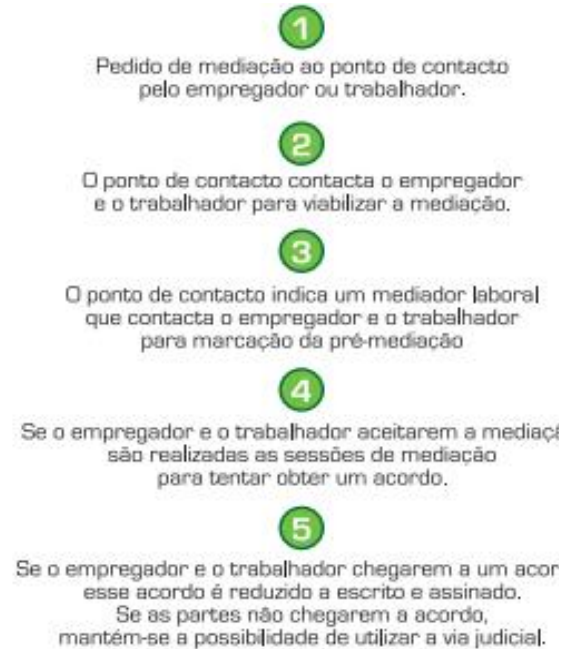 1
Pedido de mediação ao ponto de contacto
pelo empregador ou trabalhador.
2
O ponto de contacto contacta o empregador
e o trabalhador para viabilizar a mediação.
3
O ponto de contacto indica um mediador laboral
que contacta o empregador e o trabalhador
para marcação da pré-mediação
4
Se o empregador e o trabalhador aceitarem a
são realizadas as sessões de mediação
para tentar obter um acordo.
5
Se o empregador e o trabalhador chegarem a um
esse acordo é reduzido a escrito e assinado.
Se as partes não chegarem a acordo,
mantém-se a possibilidade de utilizar a via judicial.